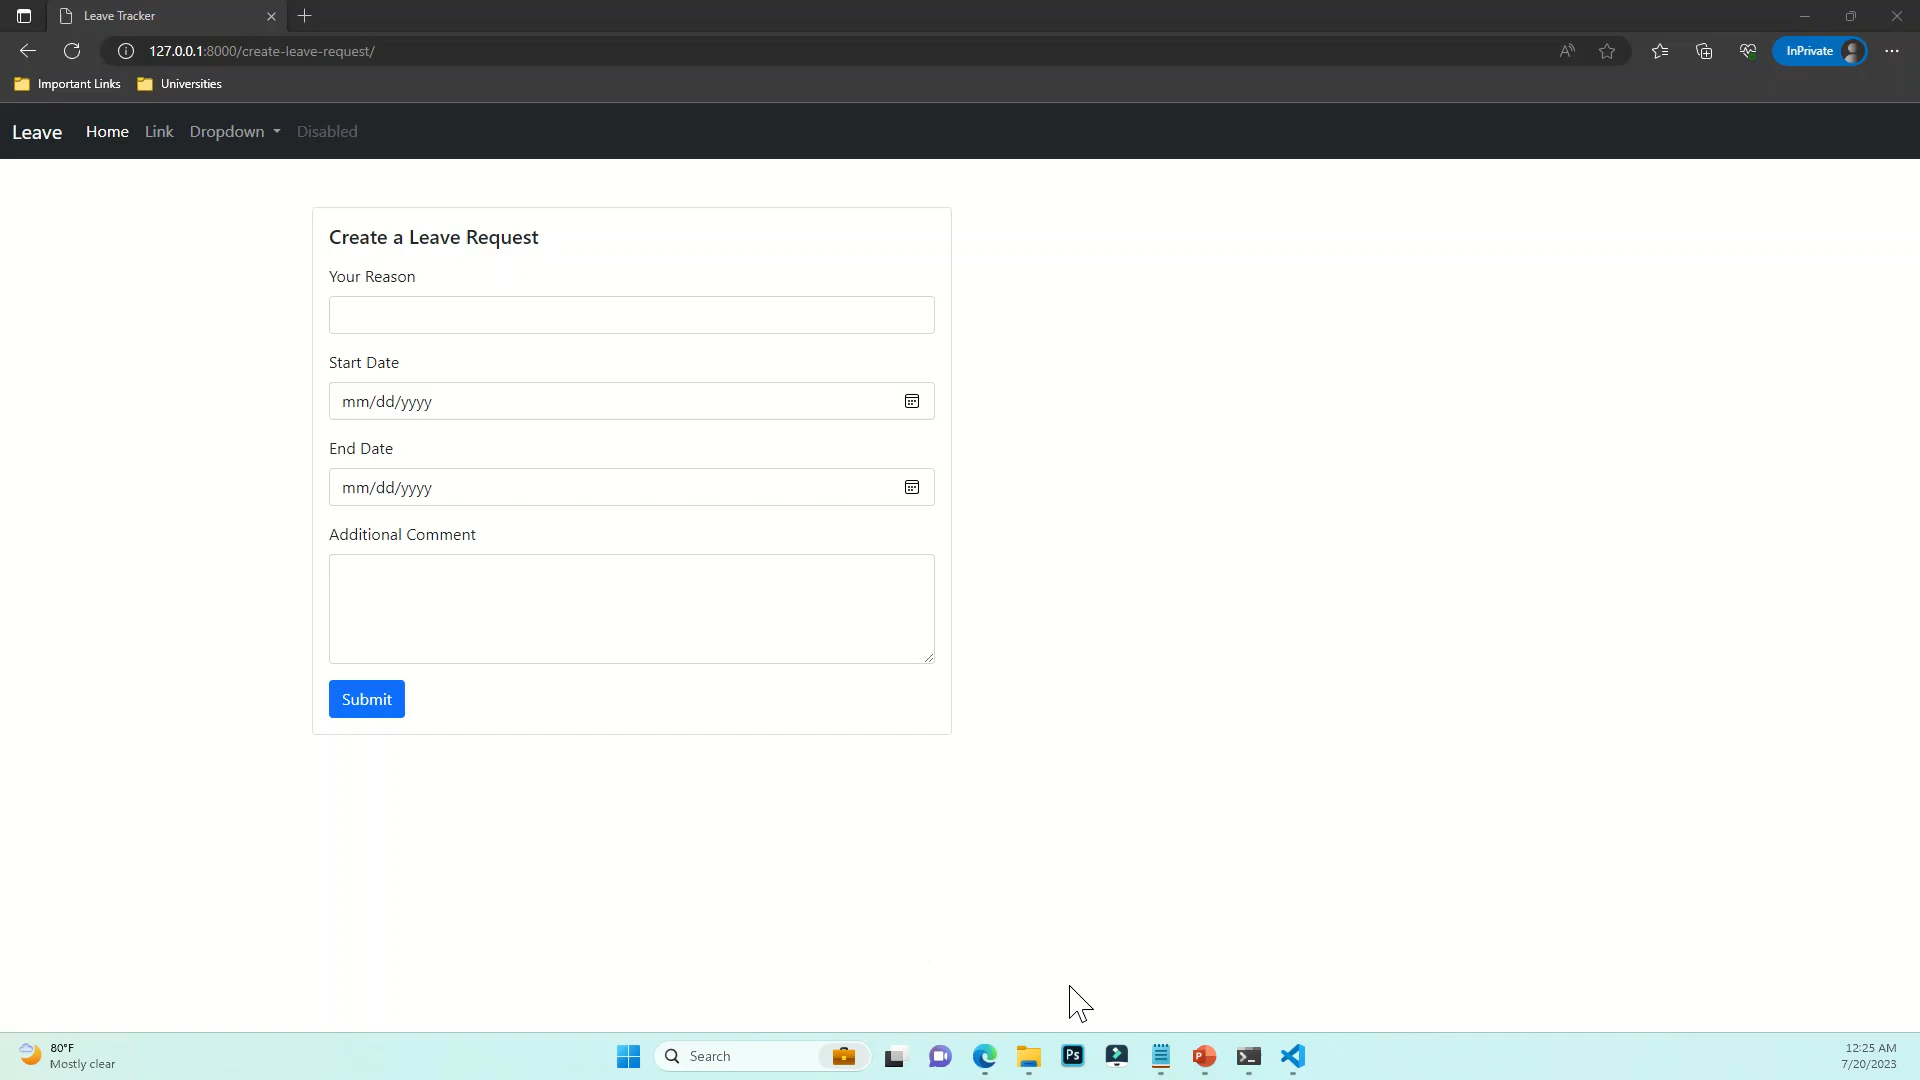 Leave Tracker
127.0.0.1:8000/create-leave-request/
InPrivate
Important Links Universities
Leave Home Link Dropdown Disabled
Create a Leave Request
Your Reason
Start Date
mm/dd/yyyy
End Date
mm/dd/yyyy
Additional Comment
Submit
80°F
Mostly clear
Search
Ps
12:25 AM
7/20/2023